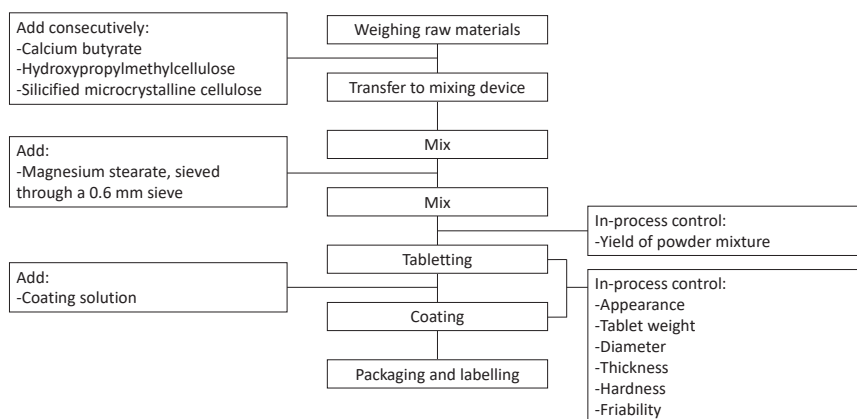 Add consecutively:
-Calcium butyrate
-Hydroxypropylmethylcellulose
-Silicified microcrystalline cellulose
Weighing raw materials
Transfer to mixing device
Mix
Add:
-Magnesium stearate, sieved
through a 0.6 mm sieve
Mix
In-process control:
-Yield of powder mixture
Tabletting
Add:
-Coating solution
Coating
In-process control:
-Appearance
-Tablet weight
-Diameter
-Thickness
-Hardness
-Friability
Packaging and labelling